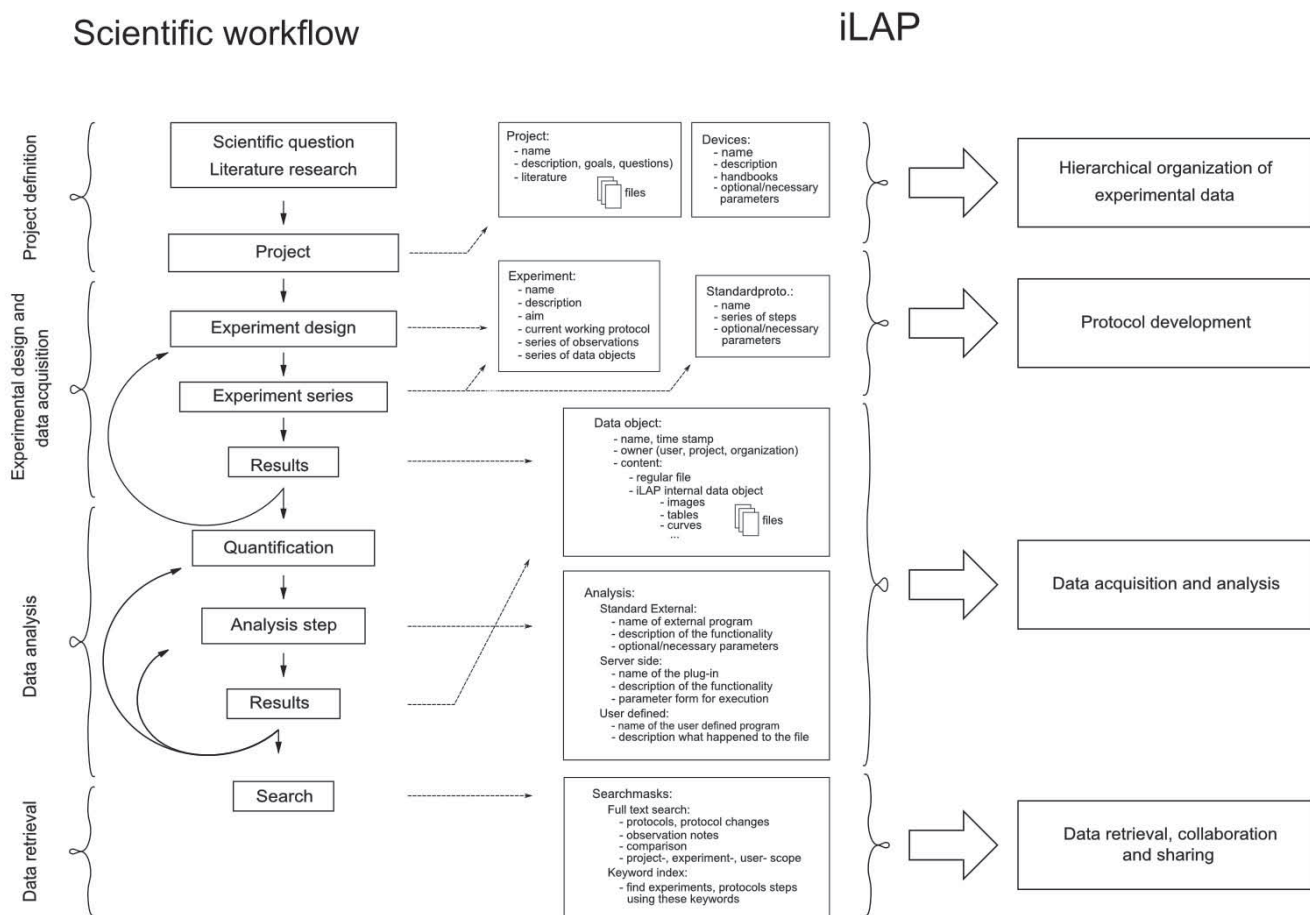 Scientific workflow
iLAP
Project definition
Scientific question
Literature research
Project
Project:
- name
- description, goals, questions)
- literature
files
Devices:
- name
- description
- handbooks
- optional/necessary
parameters
Hierarchical organization of
experimental data
Experimental design and
data acquisition
Experiment design
Experiment series
Results
Experiment:
- name
- description
- aim
- current working protocol
- series of observations
- series of data objects
Standardproto.:
- name
- series of steps
- optional/necessary
parameters
Protocol development
Data object:
- name, time stamp
- owner (user, project, organization)
- content:
- regular file
- iLAP internal data object
- images
- tables
- curves
...
files
Data analysis
Quantification
Analysis step
Results
Analysis:
Standard External:
- name of external program
- description of the functionality
- optional/necessary parameters
Server side:
- name of the plug-in
- description of the functionality
- parameter form for execution
User defined:
- name of the user defined program
- description what happened to the file
Data acquisition and analysis
Data retrieval
Search
Searchmasks:
Full text search:
- protocols, protocol changes
- observation notes
- comparison
- project-, experiment-, user- scope
Keyword index:
- find experiments, protocols steps
using these keywords
Data retrieval, collaboration
and sharing